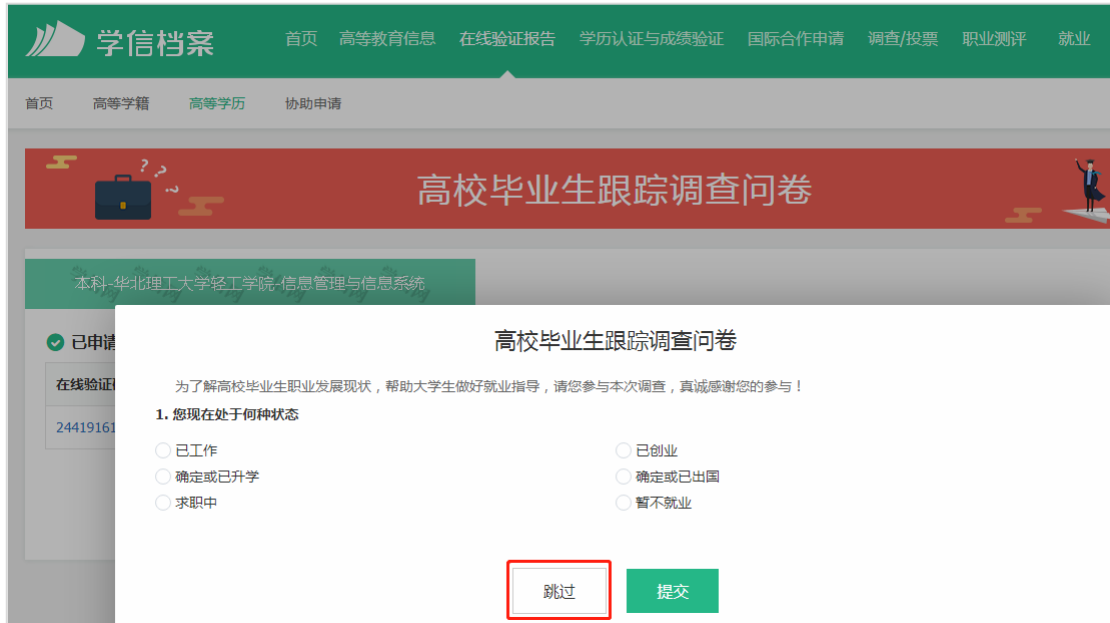 学信档案 首页 高等教育信息 在线验证报告 学历认证与成绩验证 国际合作申请 调查/投票 职业测评 就业
首页 高等学籍 高等学历 协助申请
? ? ?
高校毕业生跟踪调查问卷
本科-华北理工大学轻工学院-信息管理与信息系统
已申请
在线验证
24419161
高校毕业生跟踪调查问卷
为了解高校毕业生职业发展现状，帮助大学生做好就业指导，请您参与本次调查，真诚感谢您的参与！
1. 您现在处于何种状态
已工作 已创业
确定或已升学 确定或已出国
求职中 暂不就业
跳过 提交